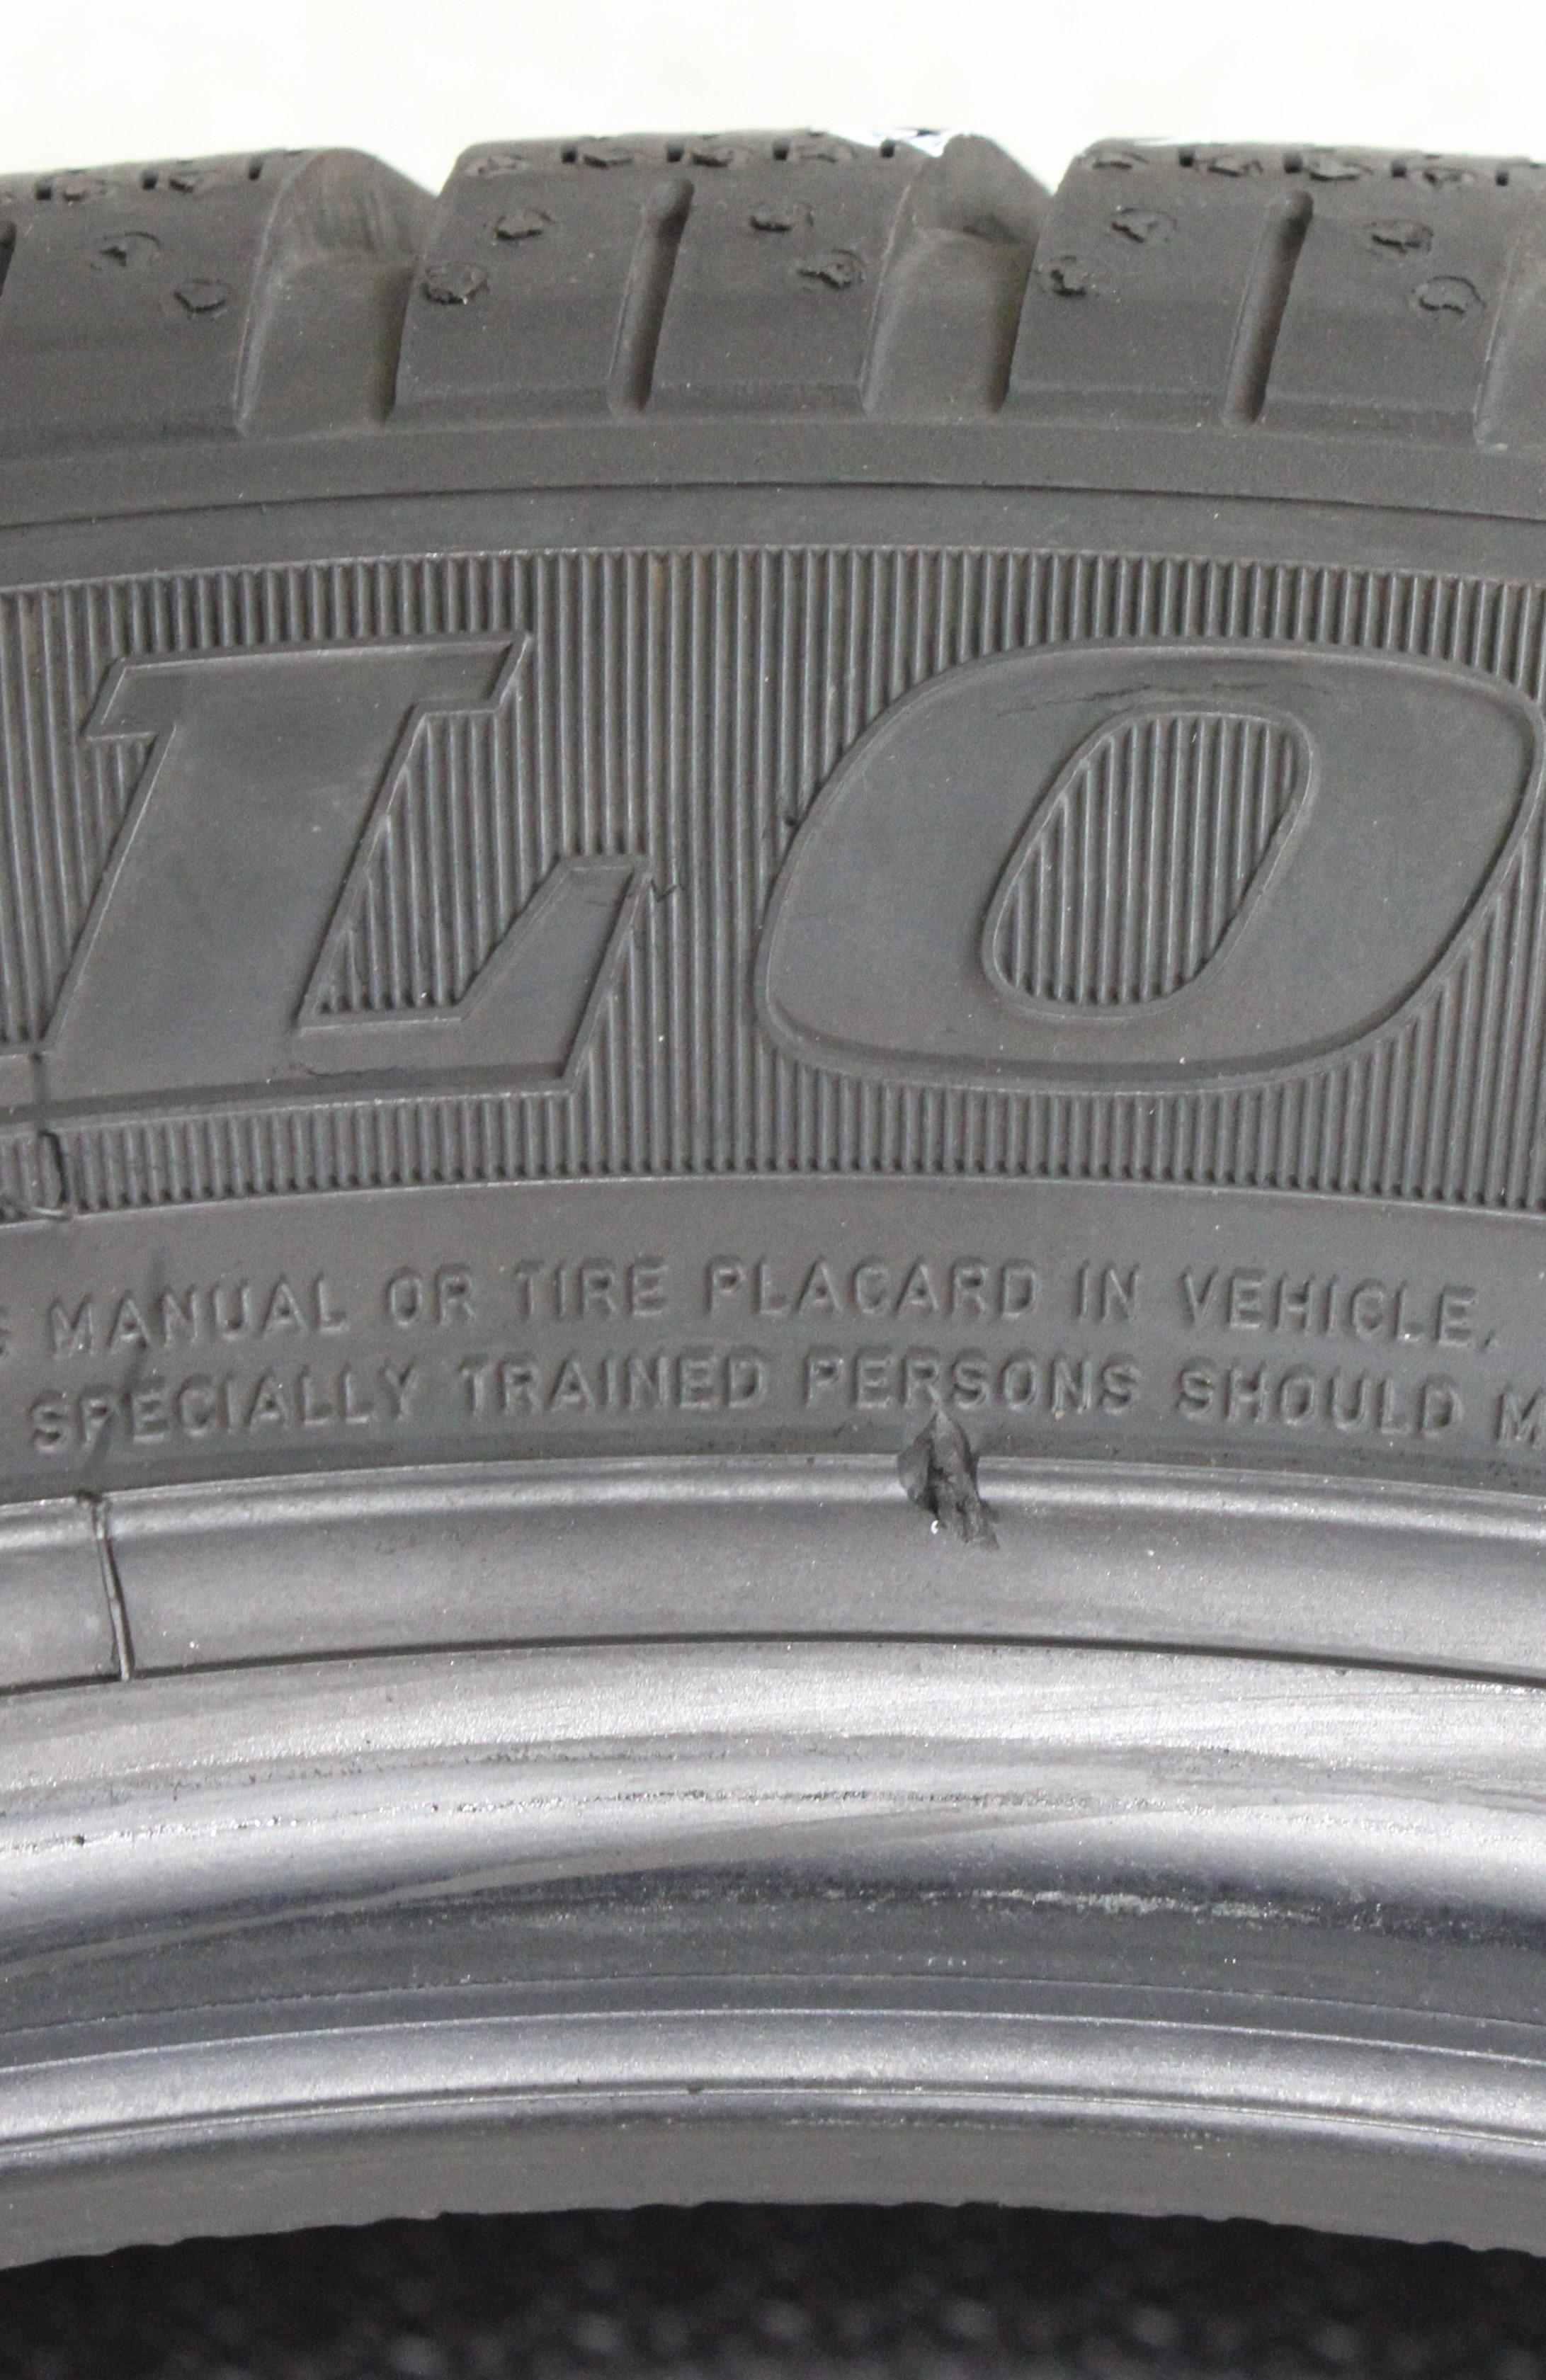 LO
MANUAL OR TIRE PLACARD IN VEHICLE.
SPECIALLY TRAINED PERSONS SHOULD M